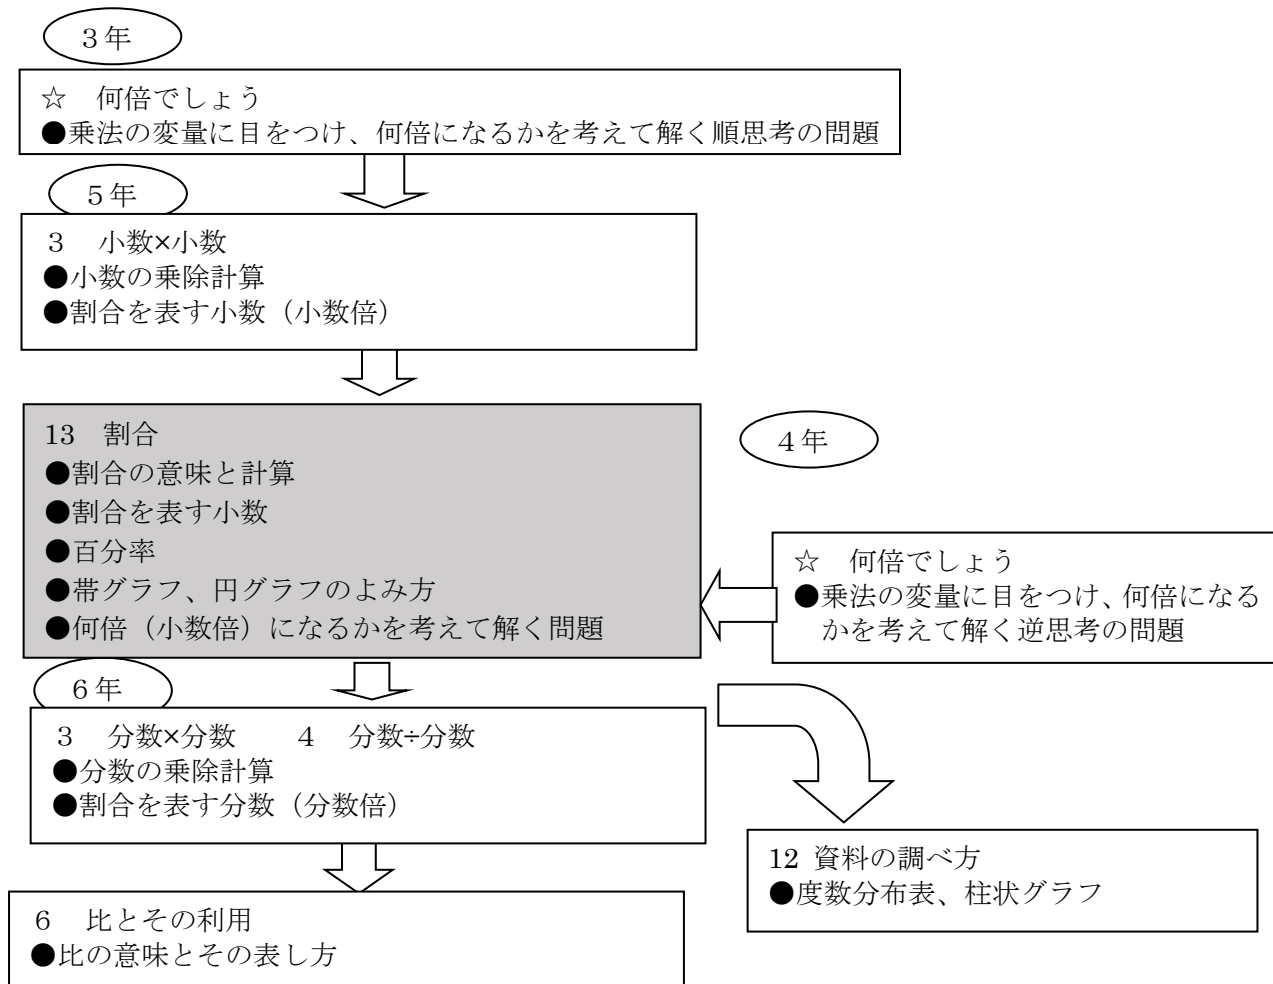 ３年
☆　何倍でしょう
●乗法の変量に目をつけ、何倍になるかを考えて解く順思考の問題
５年
３　小数×小数
●小数の乗除計算
●割合を表す小数（小数倍）
13　割合
●割合の意味と計算
●割合を表す小数
●百分率
●帯グラフ、円グラフのよみ方
●何倍（小数倍）になるかを考えて解く問題
４年
☆　何倍でしょう
●乗法の変量に目をつけ、何倍になる
かを考えて解く逆思考の問題
６年
３　分数×分数　　４　分数÷分数
●分数の乗除計算
●割合を表す分数（分数倍）
12 資料の調べ方
●度数分布表、柱状グラフ
６　比とその利用
●比の意味とその表し方